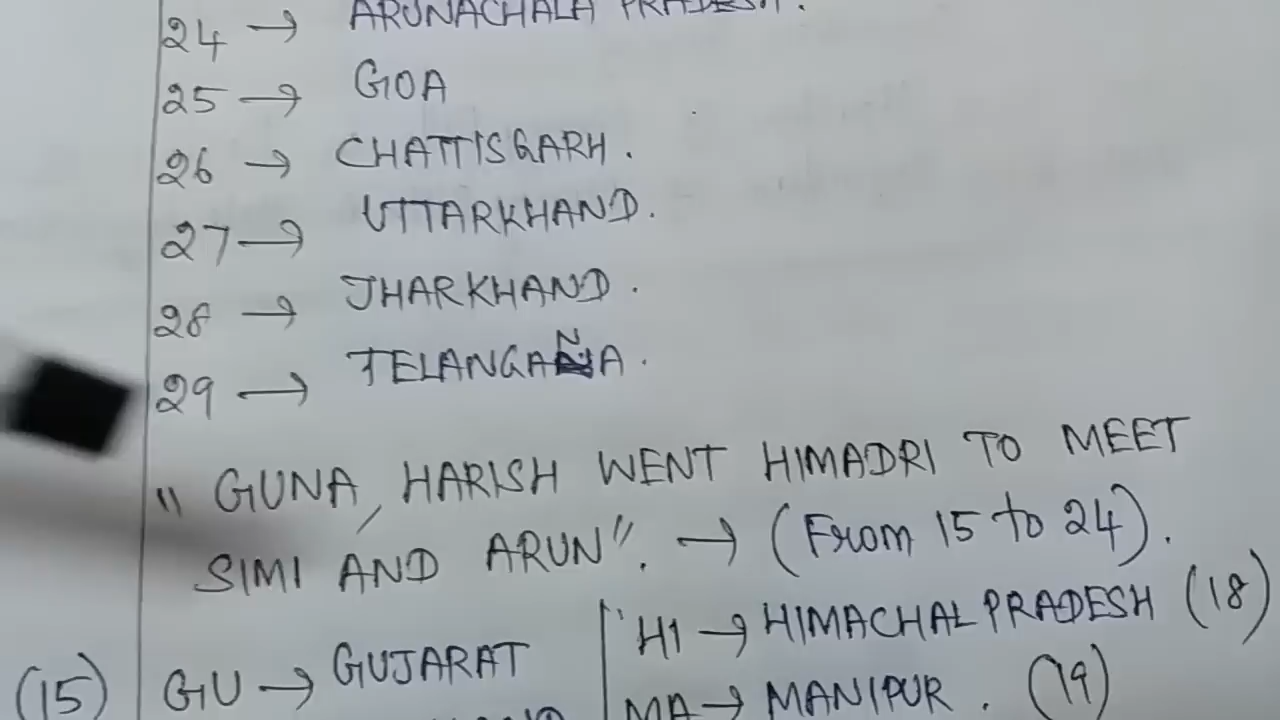 24 → ARUNACHALA PRADESH.
25 → GOA
26 → CHATTISGARH.
27 → UTTARKHAND.
28 → JHARKHAND.
29 → TELANGANA.
"GUNA, HARISH WENT HIMADRI TO MEET
SIMI AND ARUN". → (From 15 to 24).
(15) GU → GUJARAT
HI → HIMACHAL PRADESH (18)
MA → MANIPUR. (19)